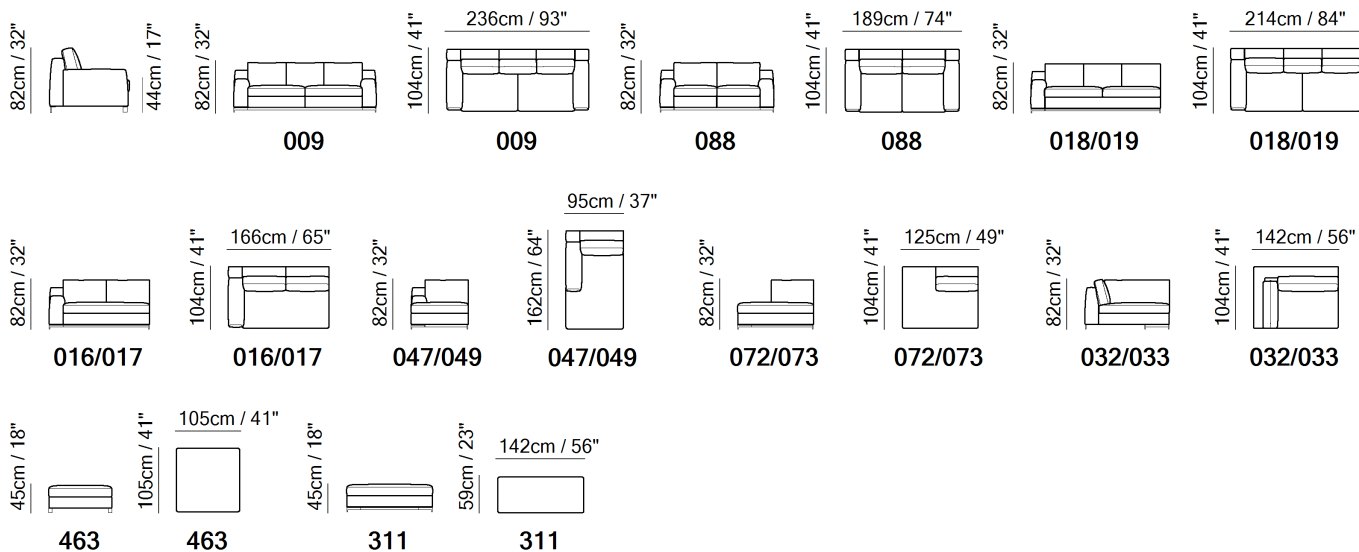 82cm / 32"
44cm / 17"
82cm / 32"
009
104cm / 41"
236cm / 93"
009
82cm / 32"
088
104cm / 41"
189cm / 74"
088
82cm / 32"
018/019
104cm / 41"
214cm / 84"
018/019
82cm / 32"
016/017
104cm / 41"
166cm / 65"
016/017
82cm / 32"
047/049
162cm / 64"
95cm / 37"
047/049
82cm / 32"
072/073
104cm / 41"
125cm / 49"
072/073
82cm / 32"
032/033
104cm / 41"
142cm / 56"
032/033
45cm / 18"
463
105cm / 41"
105cm / 41"
463
45cm / 18"
311
59cm / 23"
142cm / 56"
311